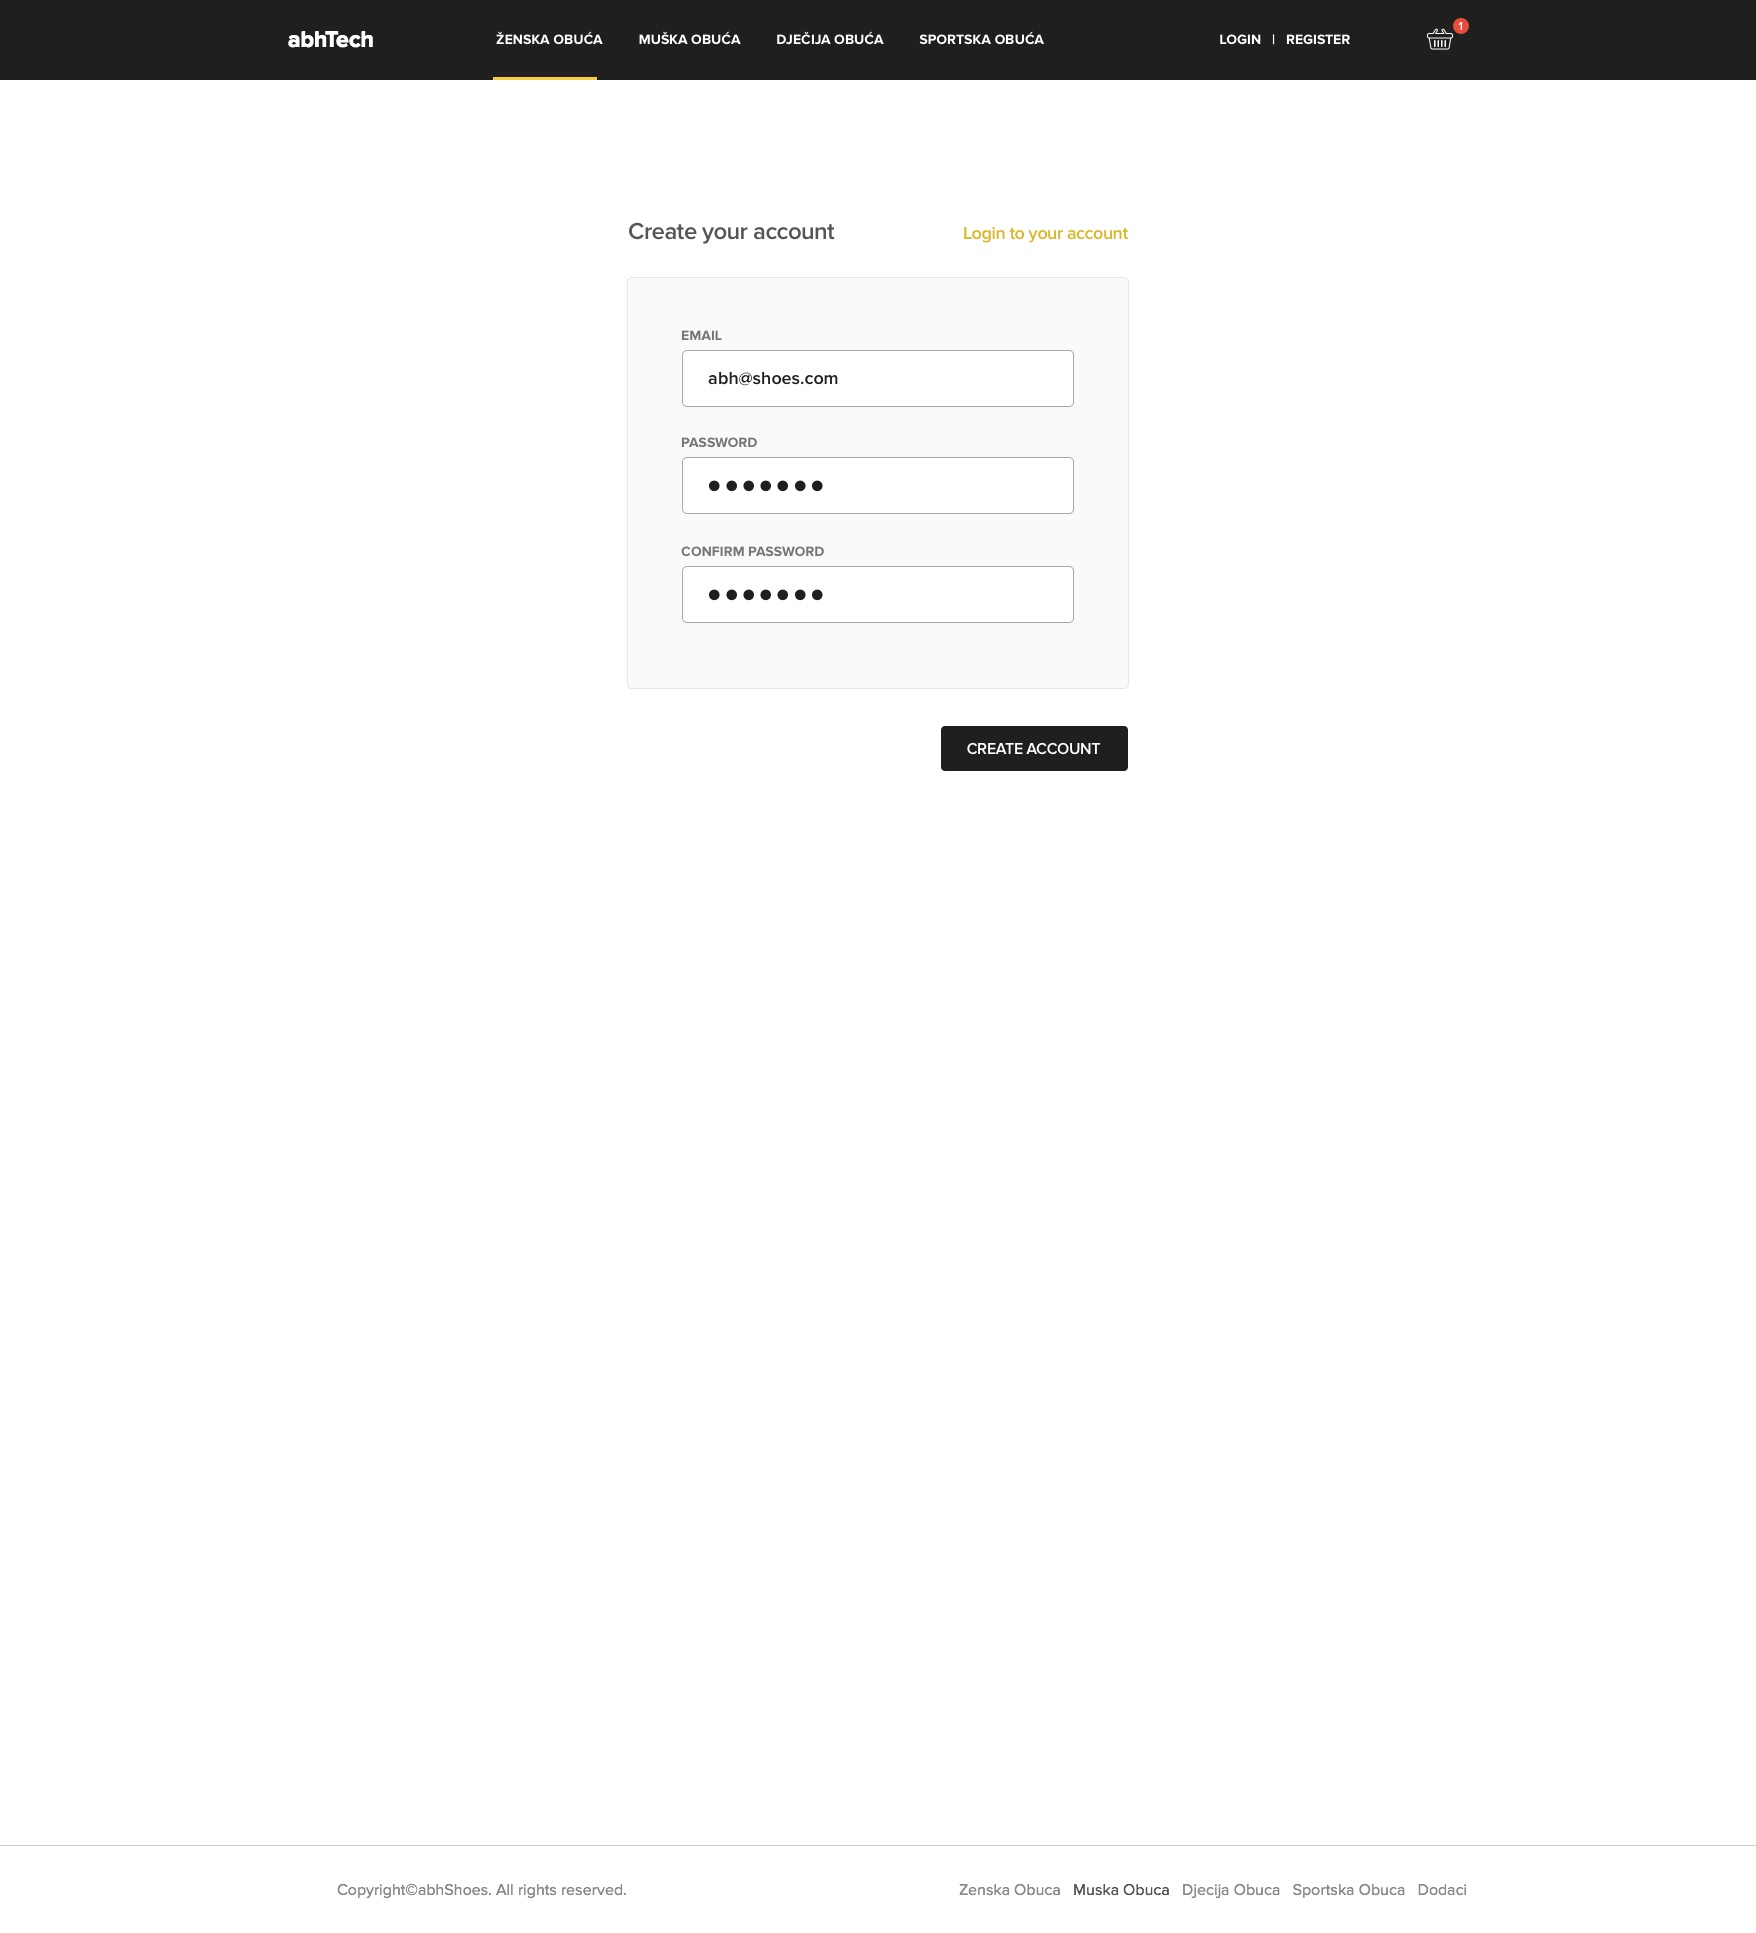 abhTech
ŽENSKA OBUĆA MUŠKA OBUĆA DJEČIJA OBUĆA SPORTSKA OBUĆA
LOGIN | REGISTER
1
Create your account
Login to your account
EMAIL
abh@shoes.com
PASSWORD
●●●●●●●
CONFIRM PASSWORD
●●●●●●●
CREATE ACCOUNT
Copyright©abhShoes. All rights reserved.
Zenska Obuca Muska Obuca Djecija Obuca Sportska Obuca Dodaci